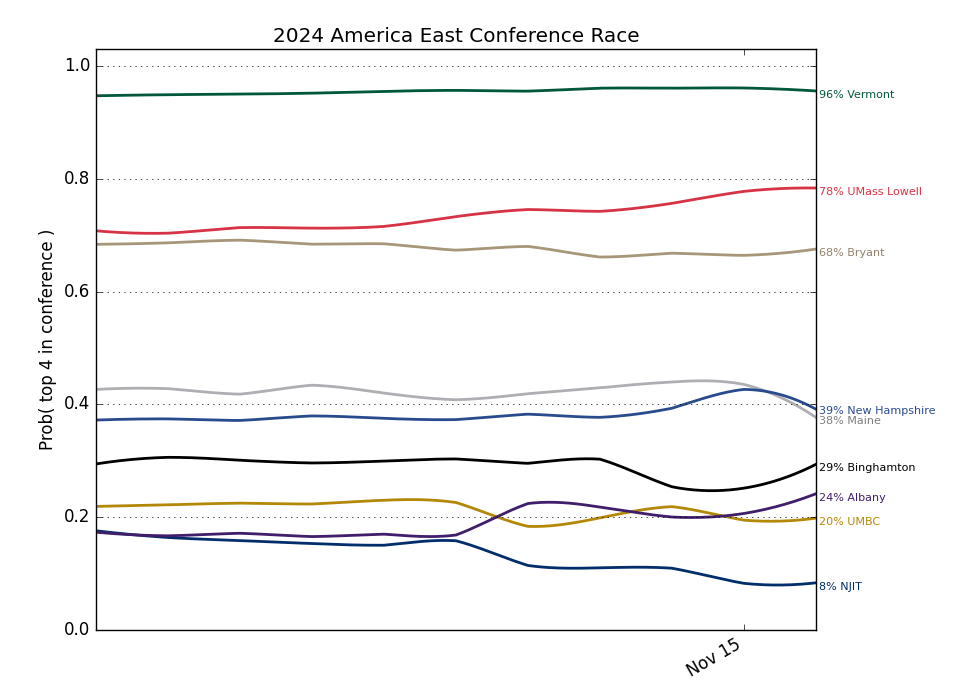 2024 America East Conference Race
Prob( top 4 in conference )
1.0
0.8
0.6
0.4
0.2
0.0
96% Vermont
78% UMass Lowell
68% Bryant
39% New Hampshire
38% Maine
29% Binghamton
24% Albany
20% UMBC
8% NJIT
Nov 15